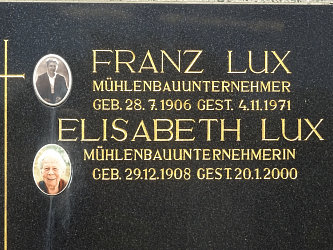 FRANZ LUX
MÜHLENBAUUNTERNEHMER
GEB. 28.7.1906 GEST. 4.11.1971
ELISABETH LUX
MÜHLENBAUUNTERNEHMERIN
GEB. 29.12.1908 GEST. 20.1.2000